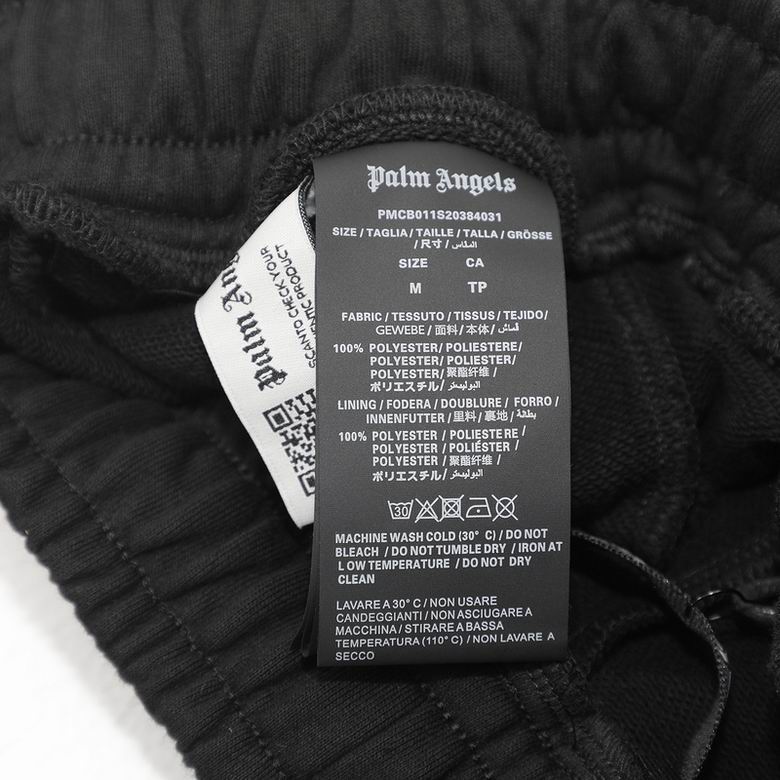 Palm Angels
PMCB011S20384031
SIZE / TAGLIA / TAILLE / TALLA / GRÖSSE
/ 尺寸 / المقاس
SIZE CA
M TP
FABRIC / TESSUTO / TISSUS / TEJIDO/
GEWEBE / 面料 / 本体 / قماش/
100% POLYESTER / POLIESTERE/
POLYESTER / POLIESTER/
POLYESTER / 聚酯纤维 /
ポリエステル/ البوليستر
LINING / FODERA / DOUBLURE / FORRO /
INNENFUTTER / 里料 / 裏地 / بطانة/
100% POLYESTER / POLIESTERE /
POLYESTER / POLIÉSTER /
POLYESTER / 聚酯纤维 /
ポリエステル/ البوليستر
30
MACHINE WASH COLD (30° C) / DO NOT
BLEACH / DO NOT TUMBLE DRY / IRON AT
LOW TEMPERATURE / DO NOT DRY
CLEAN
LAVARE A 30° C / NON USARE
CANDEGGIANTI / NON ASCIUGARE A
MACCHINA / STIRARE A BASSA
TEMPERATURA (110° C) / NON LAVARE A
SECCO
Palm An
SCAN TO CHECK YOUR
PRODUCT